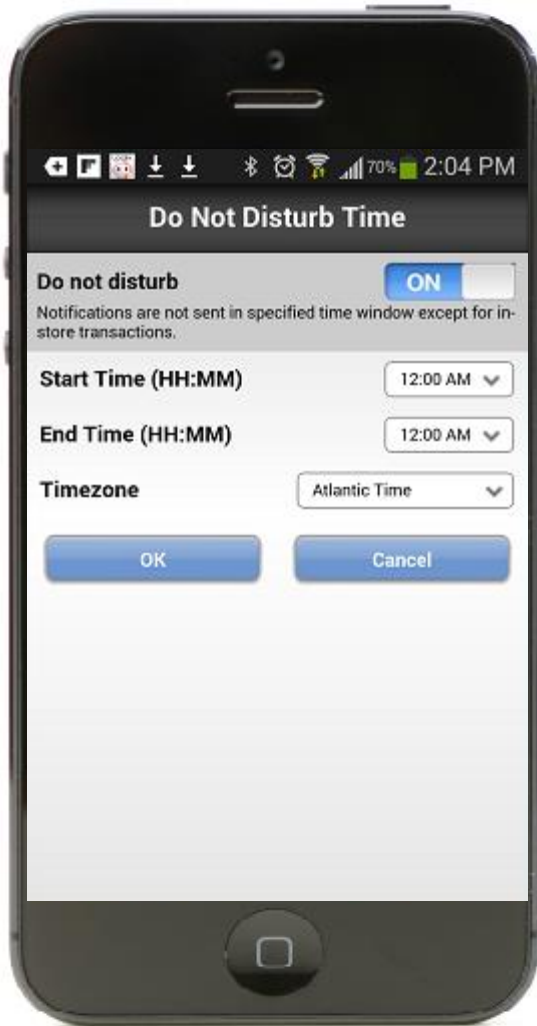 70% 2:04 PM
Do Not Disturb Time
Do not disturb ON
Notifications are not sent in specified time window except for in-
store transactions.
Start Time (HH:MM) 12:00 AM
End Time (HH:MM) 12:00 AM
Timezone Atlantic Time
OK Cancel